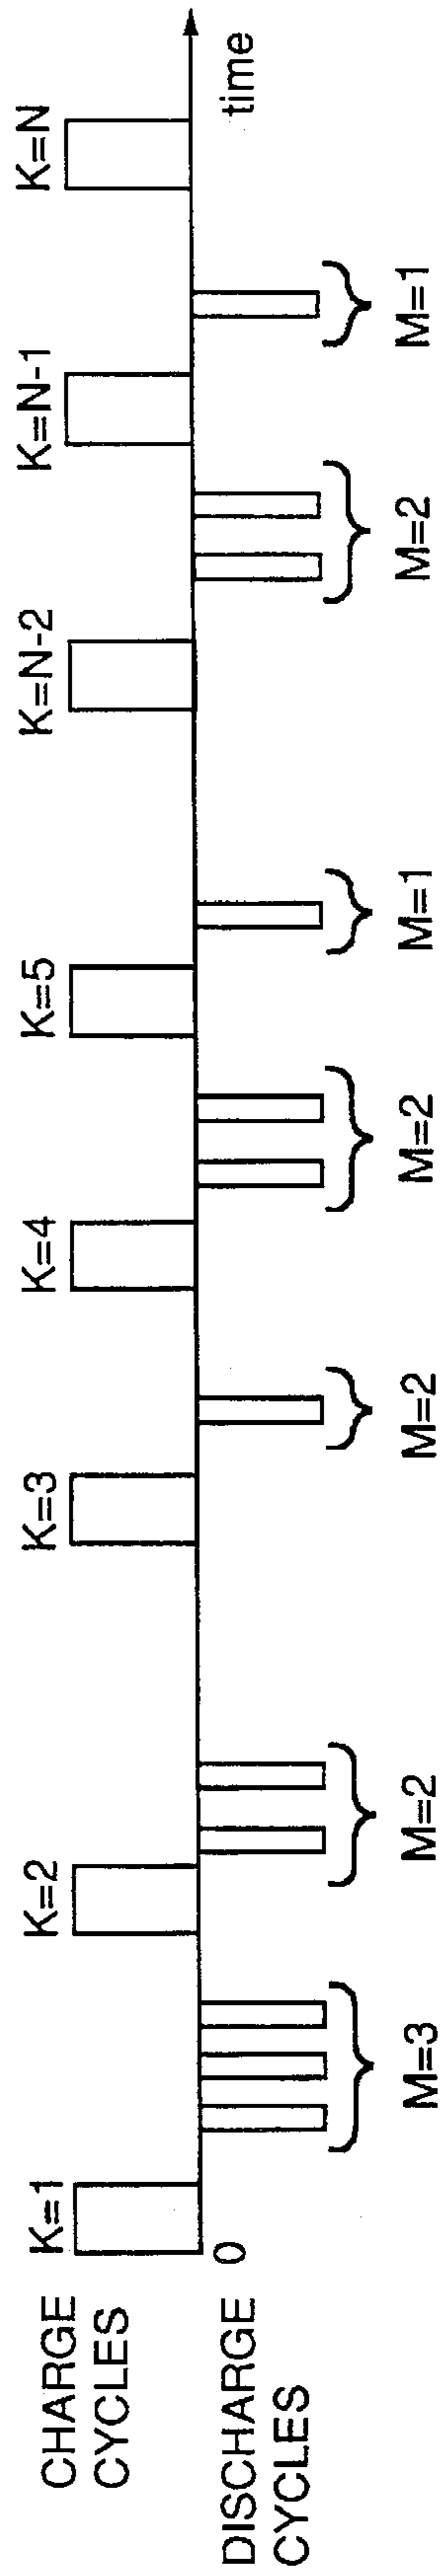 CHARGE
CYCLES
K=1
K=2
K=3
K=4
K=5
K=N-2
K=N-1
K=N
time
0
DISCHARGE
CYCLES
M=3
M=2
M=2
M=2
M=1
M=2
M=1